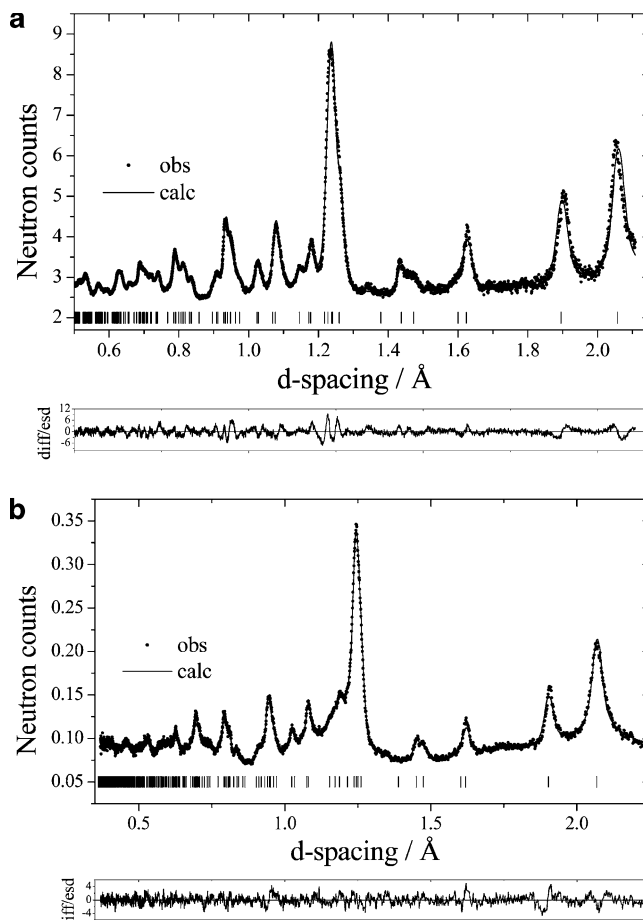 a
9
8
7
6
5
4
3
2
Neutron counts
obs
calc
0.6 0.8 1.0 1.2 1.4 1.6 1.8 2.0
d-spacing / Å
12
6
0
-6
diff/esd
b
0.35
0.30
0.25
0.20
0.15
0.10
0.05
Neutron counts
obs
calc
0.5 1.0 1.5 2.0
d-spacing / Å
4
0
-4
diff/esd